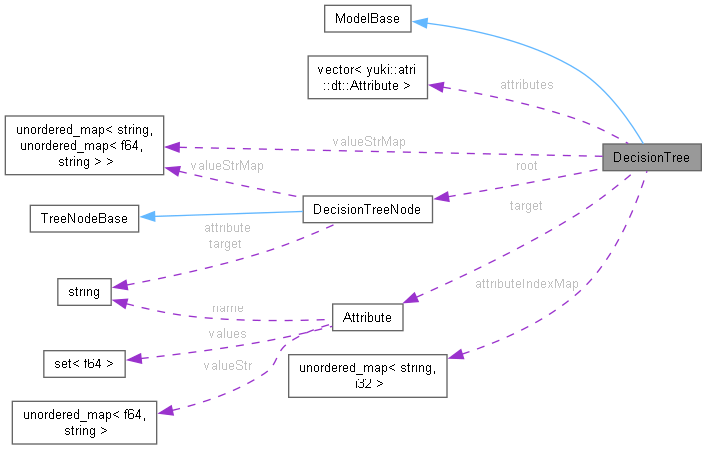 ModelBase
vector< yuki::atri
::dt::Attribute >
attributes
unordered_map< string,
unordered_map< f64,
string > >
valueStrMap
DecisionTree
valueStrMap
root
TreeNodeBase
DecisionTreeNode
target
attribute
target
string
attributeIndexMap
name
Attribute
values
set< f64 >
valueStr
unordered_map< string,
i32 >
unordered_map< f64,
string >